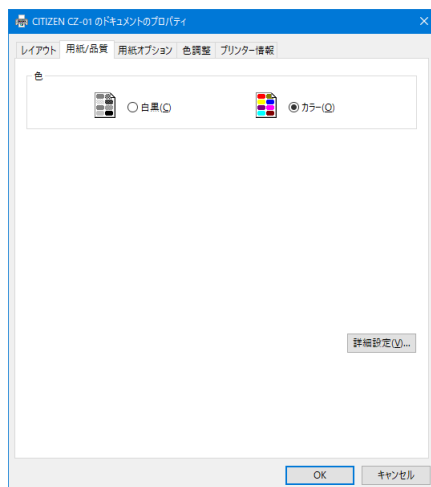 CITIZEN CZ-01 のドキュメントのプロパティ
レイアウト 用紙/品質 用紙オプション 色調整 プリンター情報
色
白黒(C) カラー(O)
詳細設定(V)...
OK キャンセル